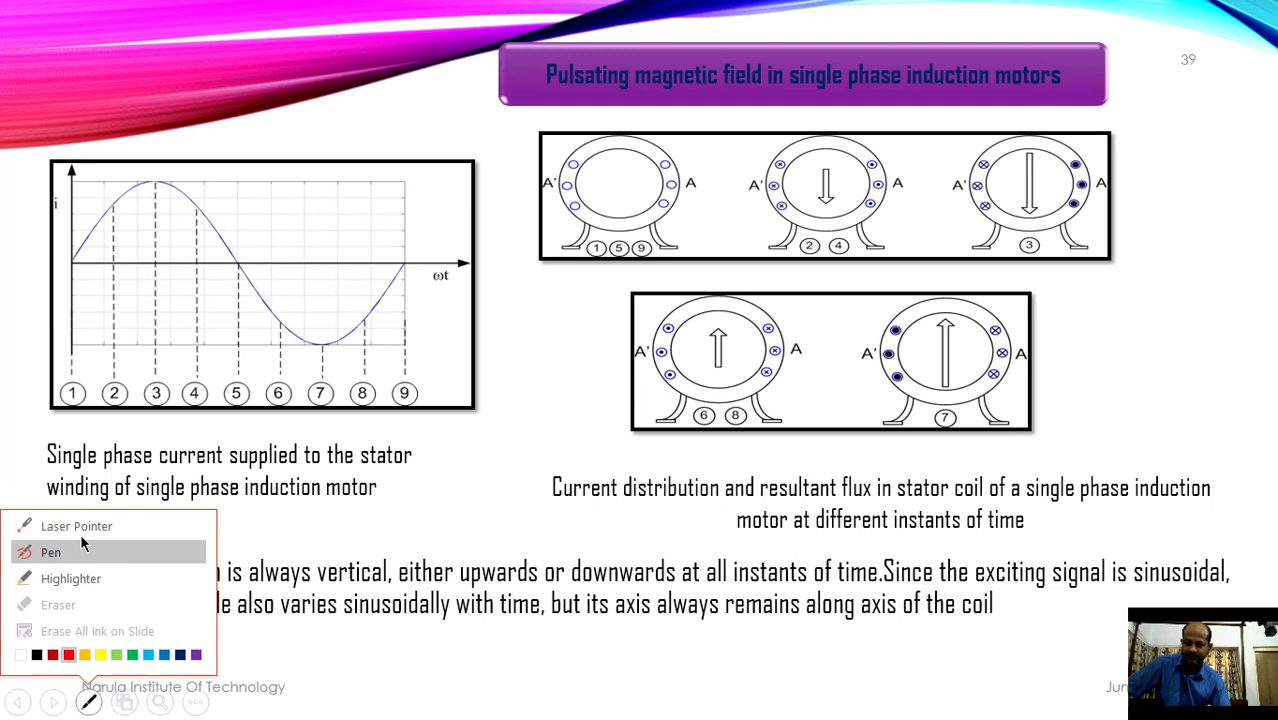 39
Pulsating magnetic field in single phase induction motors
i
ωt
1 2 3 4 5 6 7 8 9
A' A A' A A' A
1 5 9 2 4 3
A' A A' A
6 8 7
Single phase current supplied to the stator
winding of single phase induction motor
Current distribution and resultant flux in stator coil of a single phase induction
motor at different instants of time
is always vertical, either upwards or downwards at all instants of time.Since the exciting signal is sinusoidal,
also varies sinusoidally with time, but its axis always remains along axis of the coil
Laser Pointer
Pen
Highlighter
Eraser
Erase All Ink on Slide
Narula Institute Of Technology